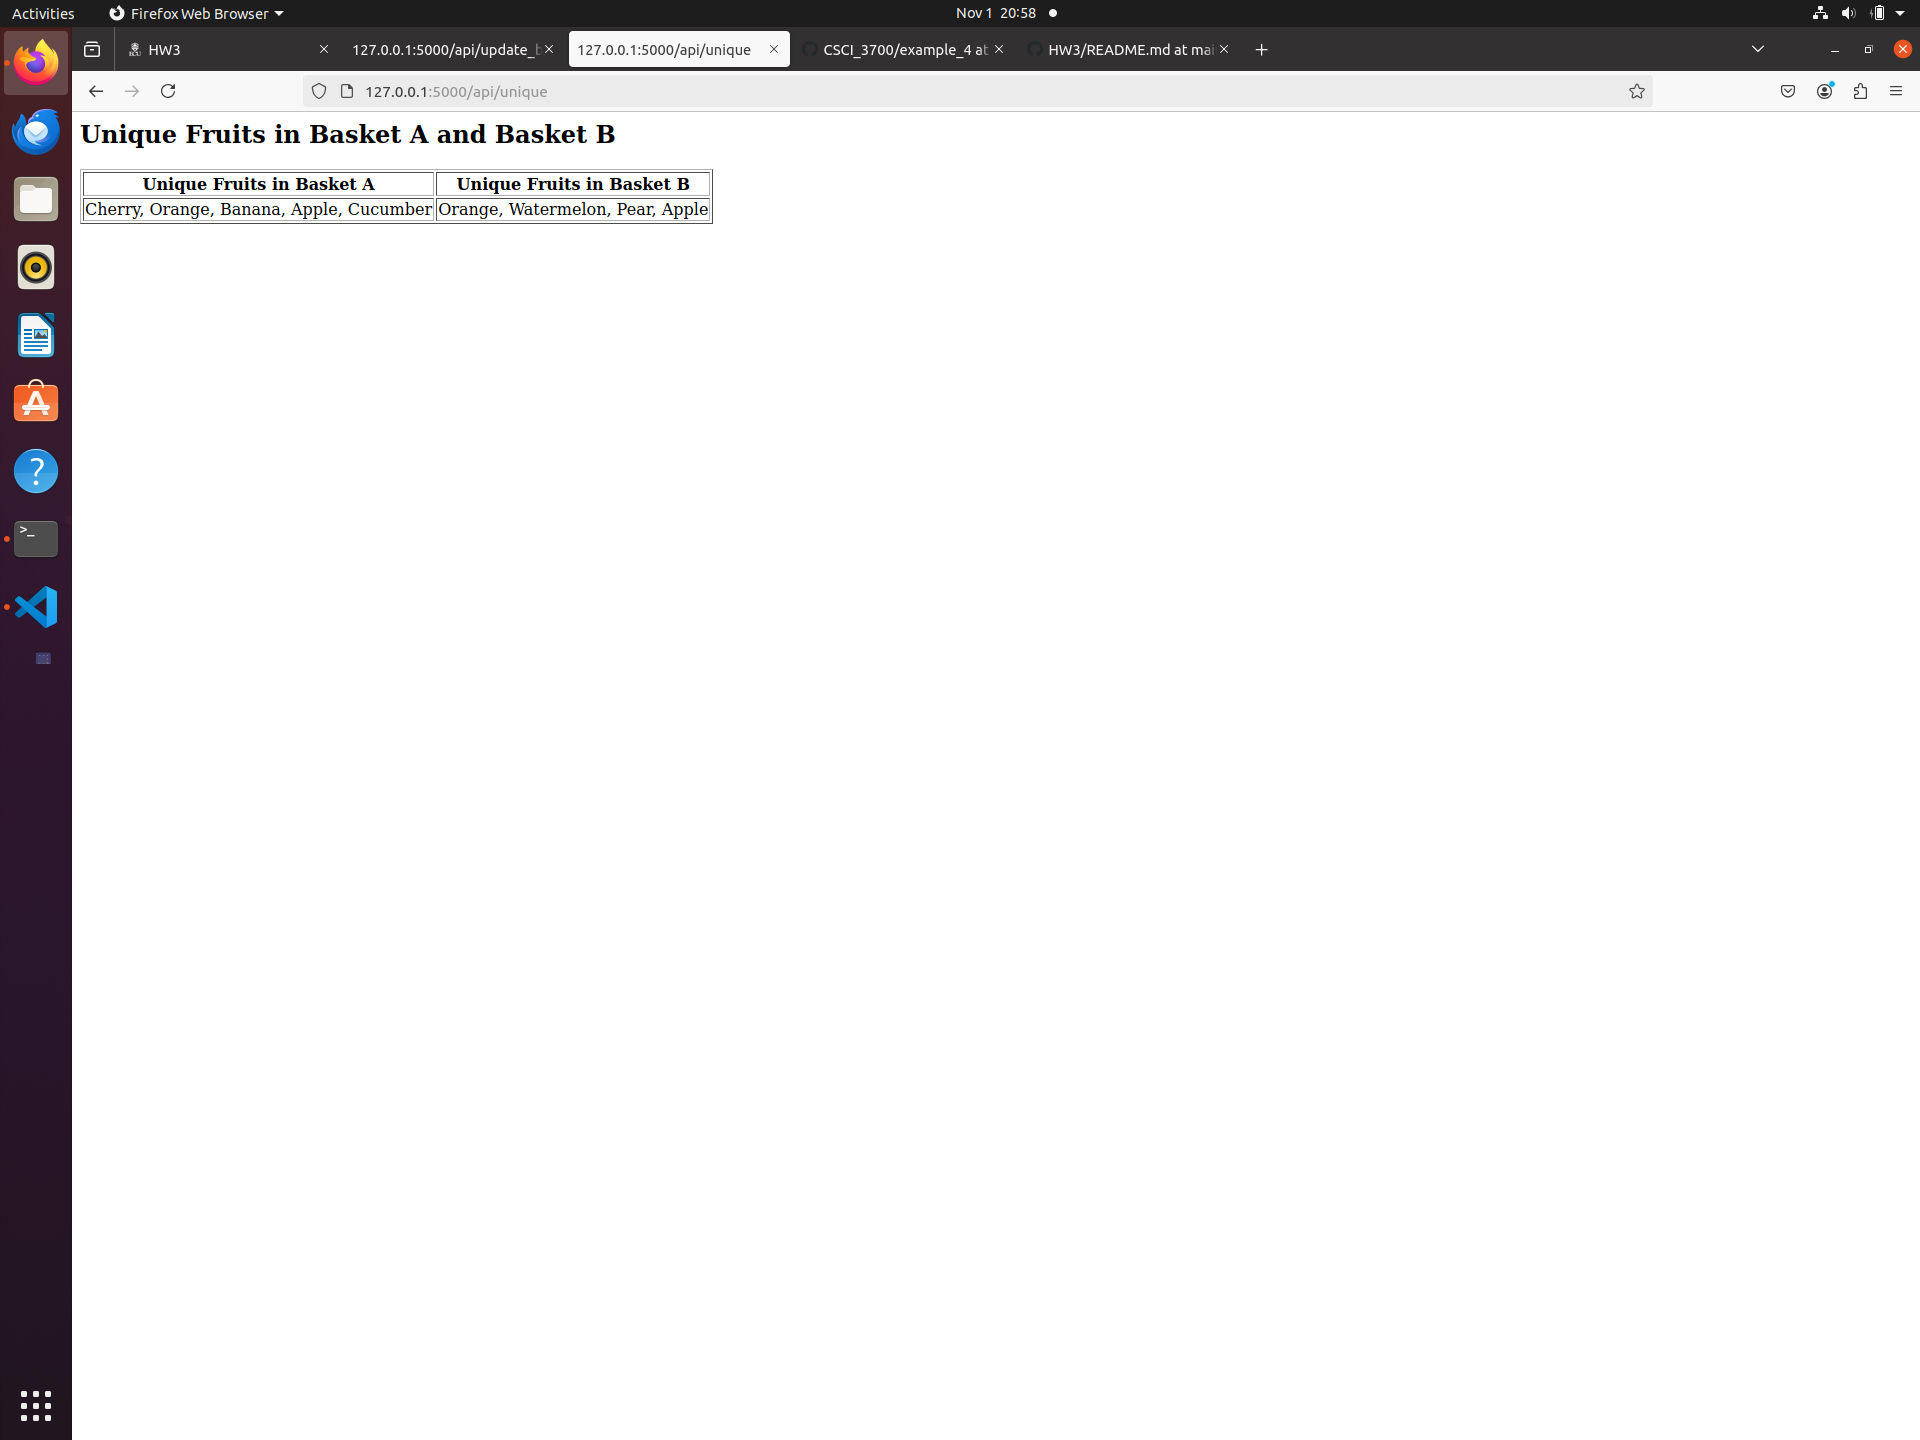 Activities Firefox Web Browser Nov 1 20:58
HW3 127.0.0.1:5000/api/update_b 127.0.0.1:5000/api/unique CSCI_3700/example_4 at HW3/README.md at mai
127.0.0.1:5000/api/unique
Unique Fruits in Basket A and Basket B
Unique Fruits in Basket A Unique Fruits in Basket B
Cherry, Orange, Banana, Apple, Cucumber Orange, Watermelon, Pear, Apple